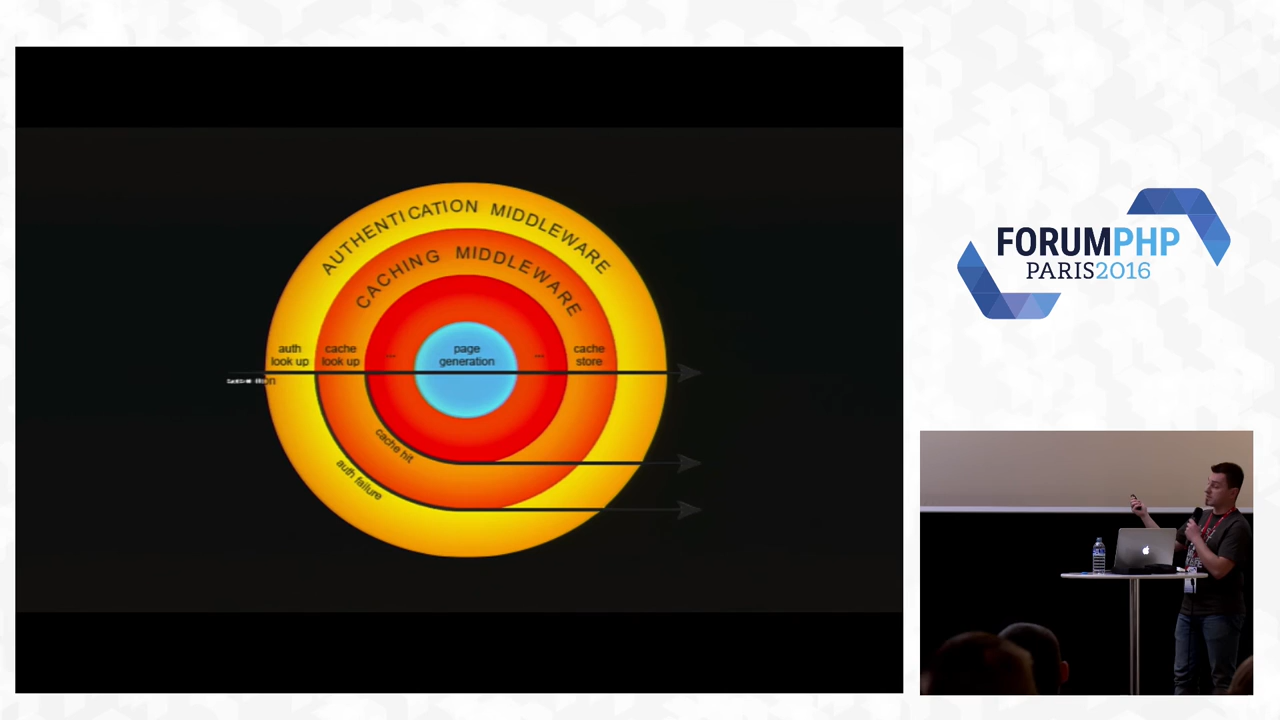 AUTHENTICATION MIDDLEWARE
CACHING MIDDLEWARE
auth
look up
cache
look up
...
page
generation
...
cache
store
cache hit
auth failure
FORUMPHP
PARIS2016